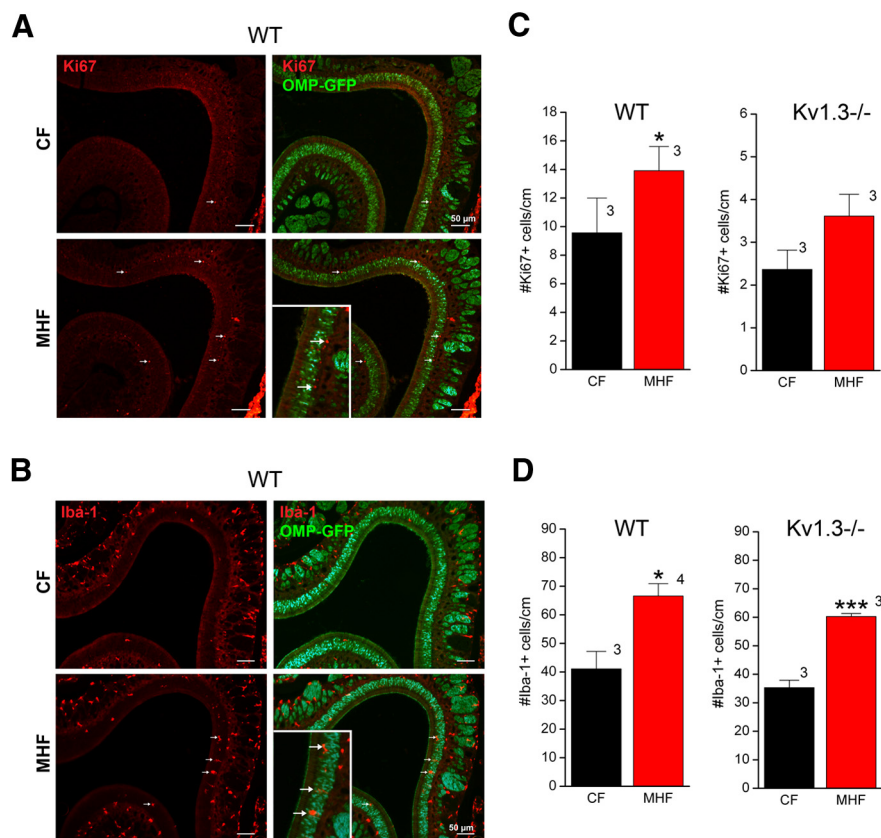 A
WT
Ki67
Ki67
OMP-GFP
CF
50 µm
MHF
50 µm
B
WT
Iba-1
Iba-1
OMP-GFP
CF
MHF
50 µm
C
WT
Kv1.3-/-
#Ki67+ cells/cm
18
16
14
12
10
8
6
4
2
0
3
* 3
CF MHF
#Ki67+ cells/cm
6
5
4
3
2
1
0
3
3
CF MHF
D
WT
Kv1.3-/-
#Iba-1+ cells/cm
90
80
70
60
50
40
30
20
10
0
3
* 4
CF MHF
#Iba-1+ cells/cm
90
80
70
60
50
40
30
20
10
0
3
*** 3
CF MHF